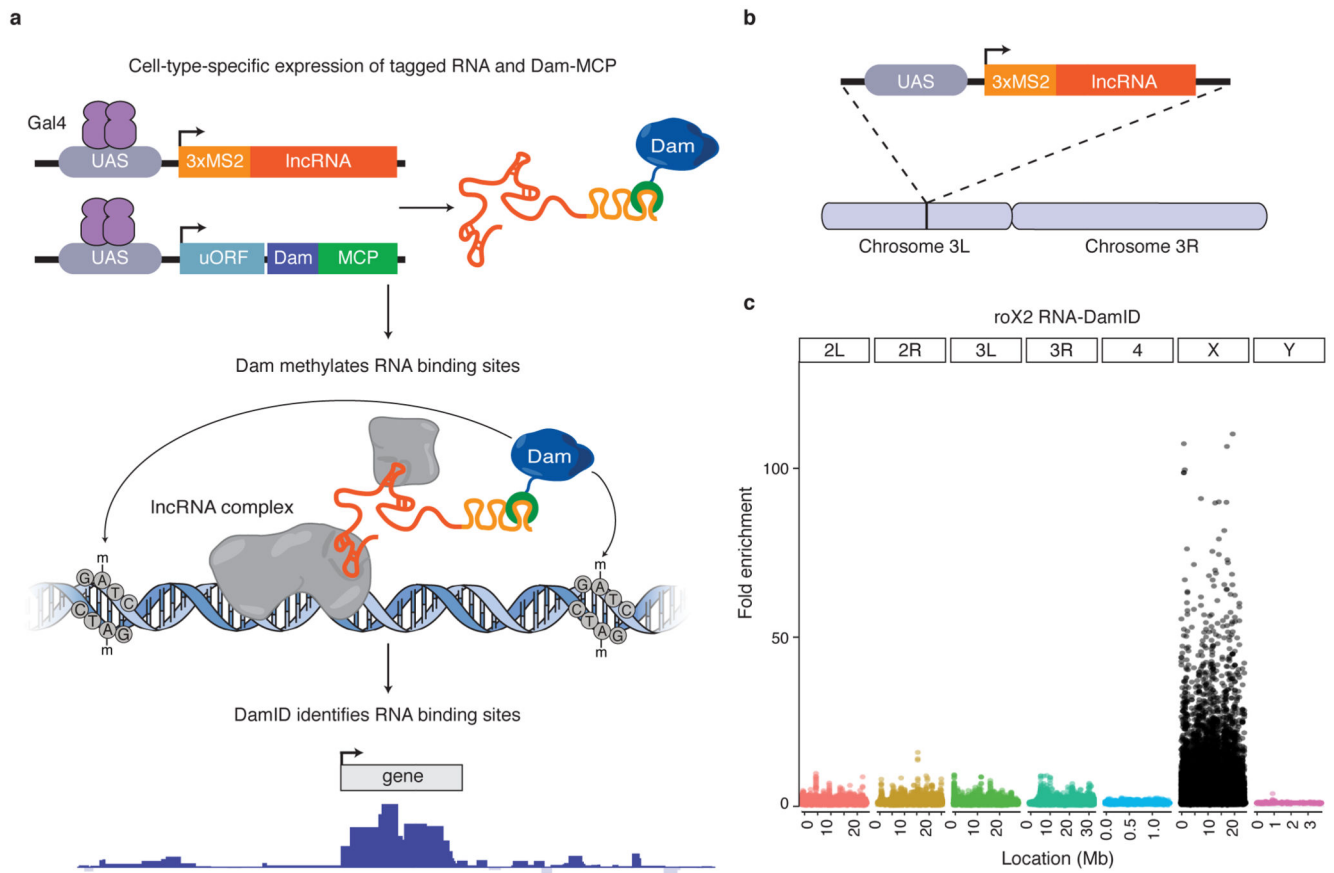 a
Cell-type-specific expression of tagged RNA and Dam-MCP
Gal4
UAS
3xMS2
lncRNA
Dam
UAS
uORF
Dam
MCP
Dam methylates RNA binding sites
Dam
lncRNA complex
m
G A T C
C T A G
m
m
G A T C
C T A G
m
DamID identifies RNA binding sites
gene
b
UAS
3xMS2
lncRNA
Chrosome 3L
Chrosome 3R
c
roX2 RNA-DamID
2L 2R 3L 3R 4 X Y
Fold enrichment
100
50
0
0 10 20 0 10 20 0 10 20 0 10 20 30 0.0 0.5 1.0 0 10 20 0 1 2 3
Location (Mb)